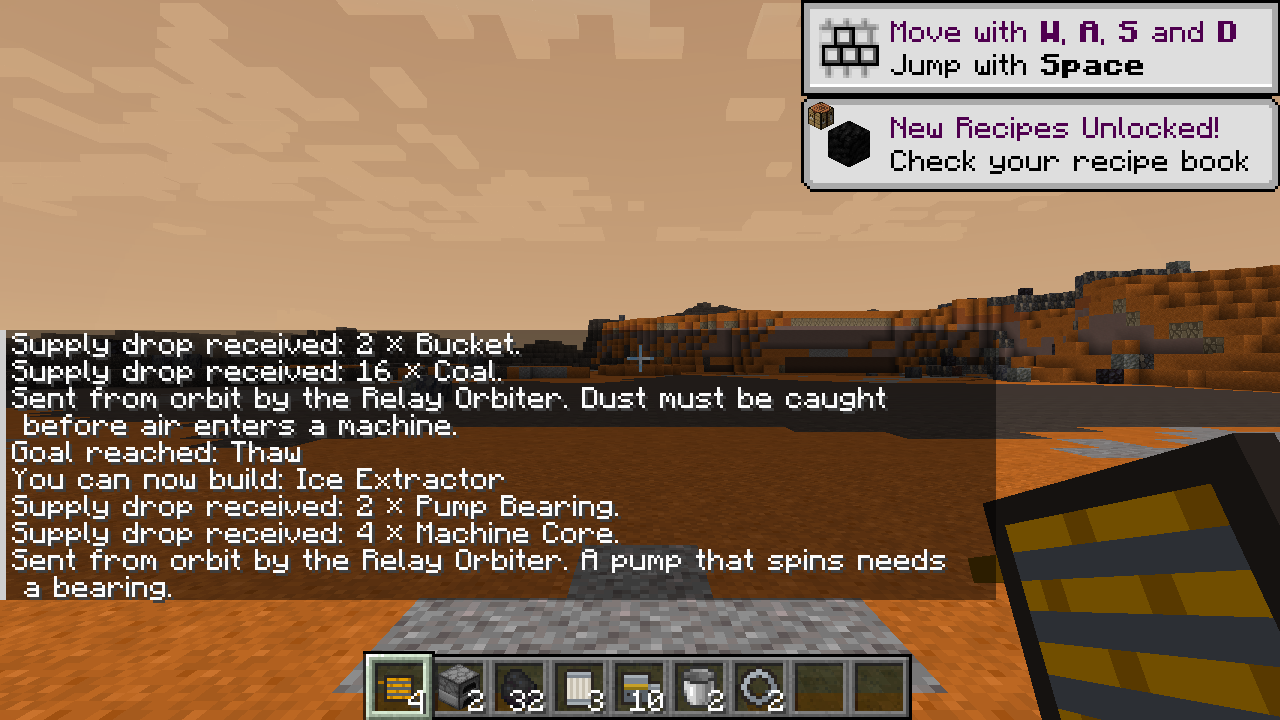 Move with W, A, S and D
Jump with Space
New Recipes Unlocked!
Check your recipe book
Supply drop received: 2 × Bucket.
Supply drop received: 16 × Coal.
Sent from orbit by the Relay Orbiter. Dust must be caught
before air enters a machine.
Goal reached: Thaw
You can now build: Ice Extractor
Supply drop received: 2 × Pump Bearing.
Supply drop received: 4 × Machine Core.
Sent from orbit by the Relay Orbiter. A pump that spins needs
a bearing.
4 2 32 3 10 2 2